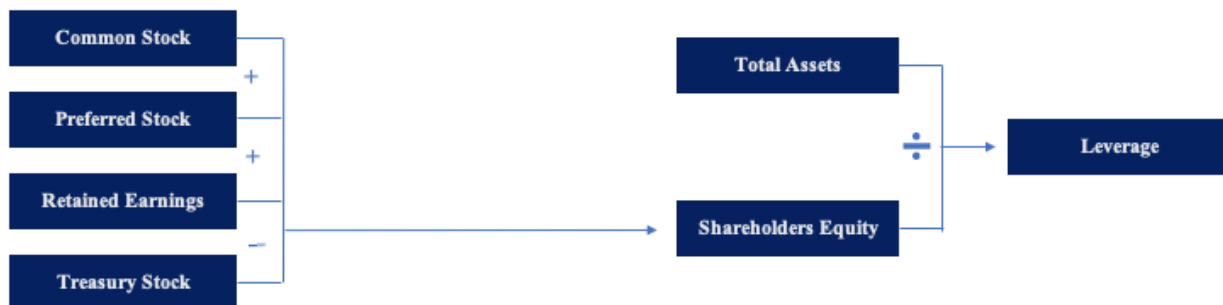 Common Stock
+
Preferred Stock
+
Retained Earnings
−
Treasury Stock
Total Assets
÷
Shareholders Equity
Leverage